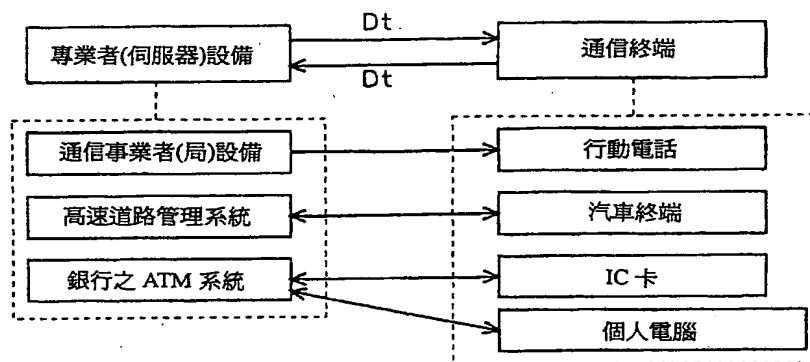 Dt
專業者(伺服器)設備
通信終端
Dt
通信事業者(局)設備
行動電話
高速道路管理系統
汽車終端
銀行之 ATM 系統
IC 卡
個人電腦